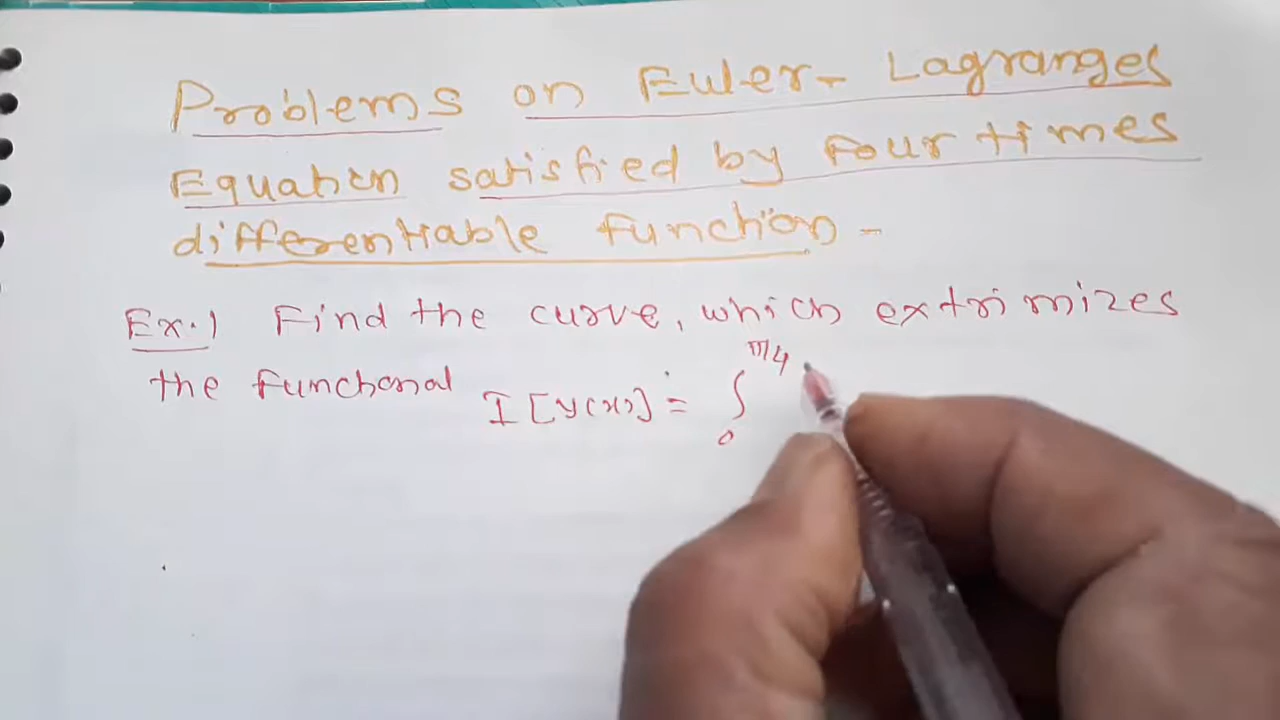 Problems on Euler- Lagranges
Equation satisfied by four times
differentiable function -
Ex.1 Find the curve, which extrimizes
the functional I[y(x)] = ∫₀^π/4